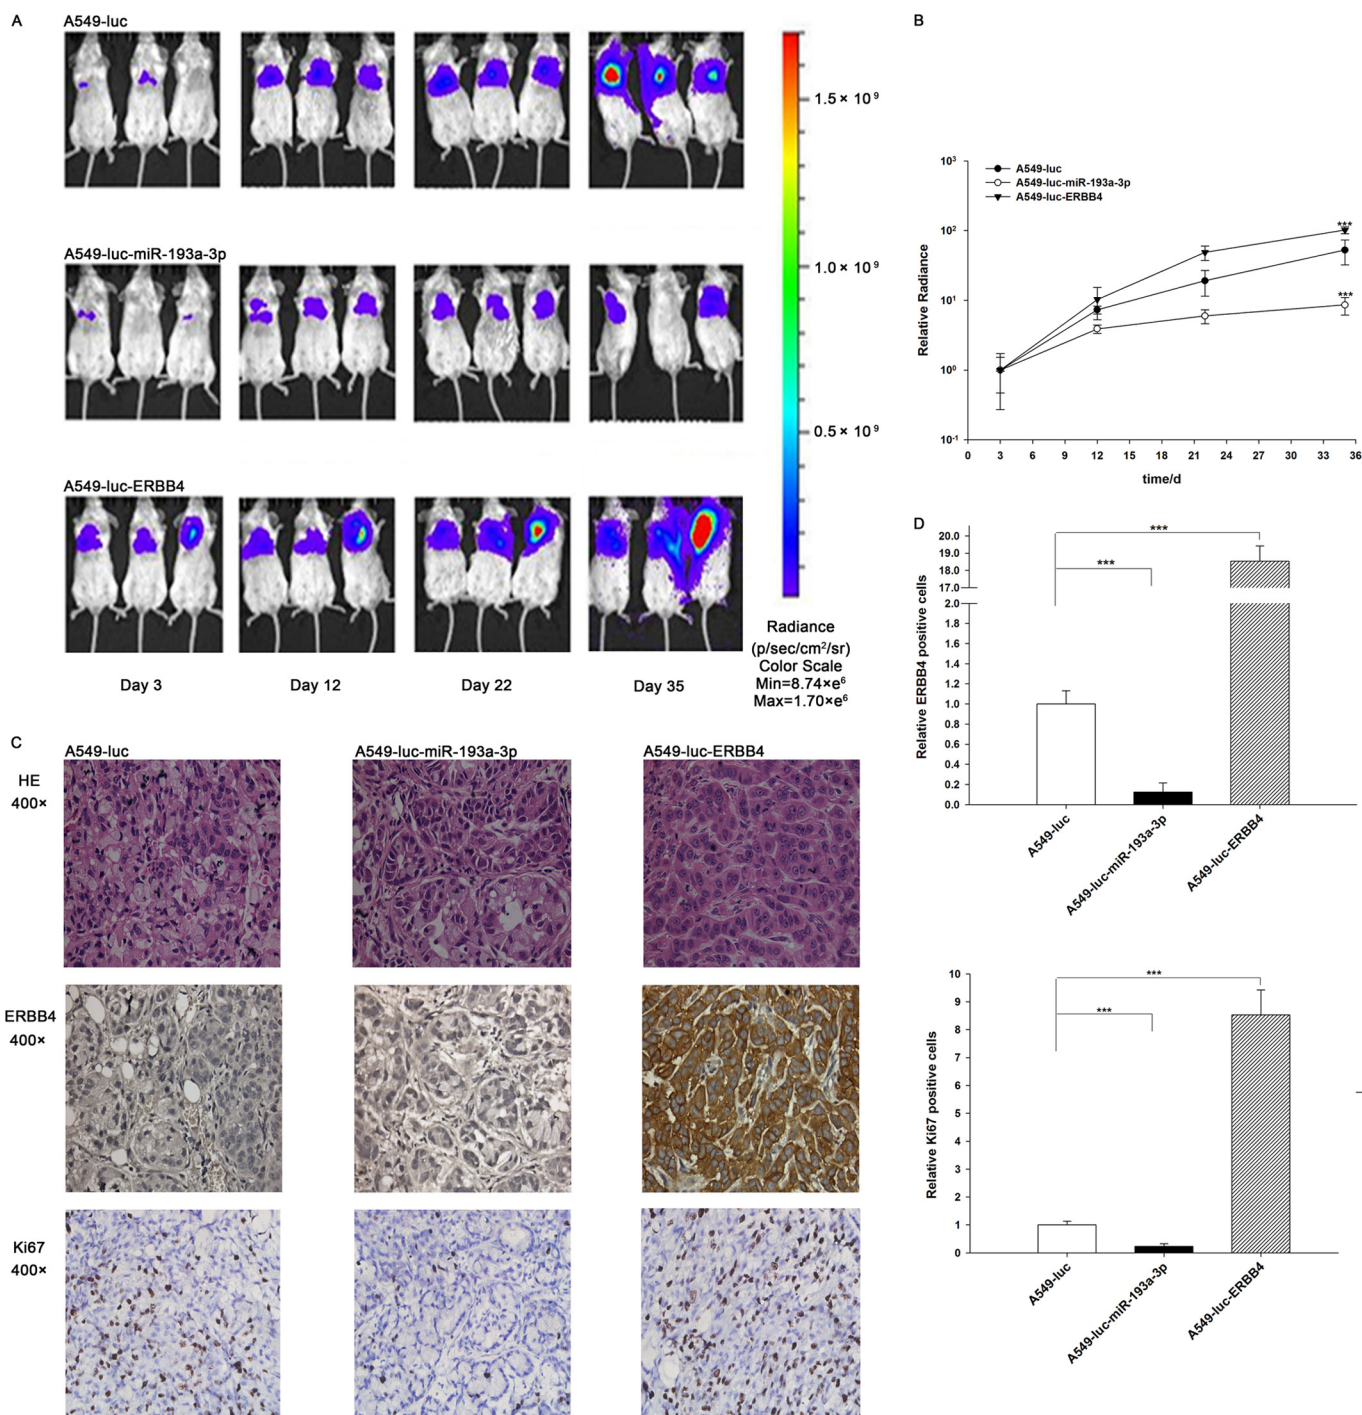 A
A549-luc
A549-luc-miR-193a-3p
A549-luc-ERBB4
Day 3
Day 12
Day 22
Day 35
1.5× 10⁹
1.0× 10⁹
0.5× 10⁹
Radiance
(p/sec/cm²/sr)
Color Scale
Min=8.74×e⁶
Max=1.70×e⁶
B
A549-luc
A549-luc-miR-193a-3p
A549-luc-ERBB4
10³
10²
10¹
10⁰
10⁻¹
Relative Radiance
***
***
0 3 6 9 12 15 18 21 24 27 30 33 36
time/d
C
A549-luc
A549-luc-miR-193a-3p
A549-luc-ERBB4
HE
400×
ERBB4
400×
Ki67
400×
D
Relative ERBB4 positive cells
20.0
19.0
18.0
17.0
2.0
1.8
1.6
1.4
1.2
1.0
0.8
0.6
0.4
0.2
0.0
***
***
A549-luc
A549-luc-miR-193a-3p
A549-luc-ERBB4
Relative Ki67 positive cells
10
9
8
7
6
5
4
3
2
1
0
***
***
A549-luc
A549-luc-miR-193a-3p
A549-luc-ERBB4